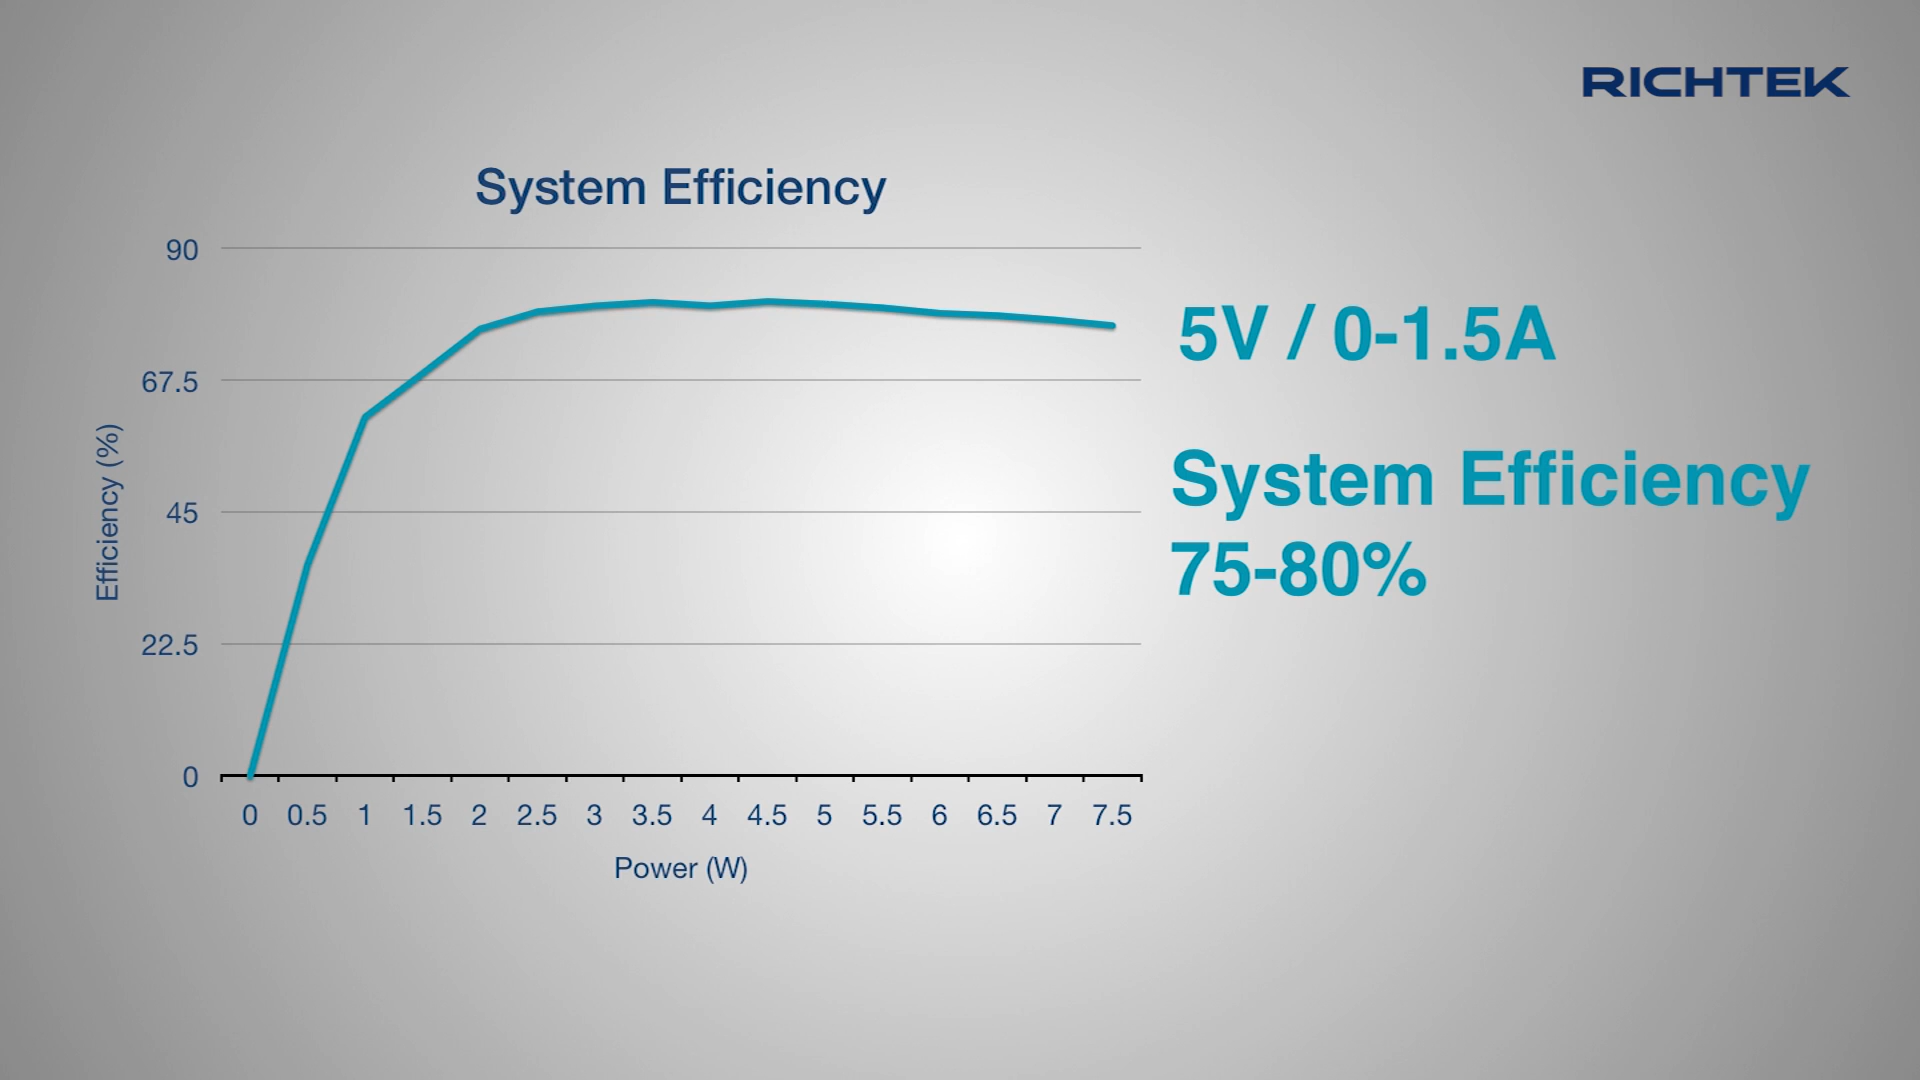 RICHTEK
System Efficiency
90
67.5
45
22.5
0
Efficiency (%)
0 0.5 1 1.5 2 2.5 3 3.5 4 4.5 5 5.5 6 6.5 7 7.5
Power (W)
5V / 0-1.5A
System Efficiency
75-80%